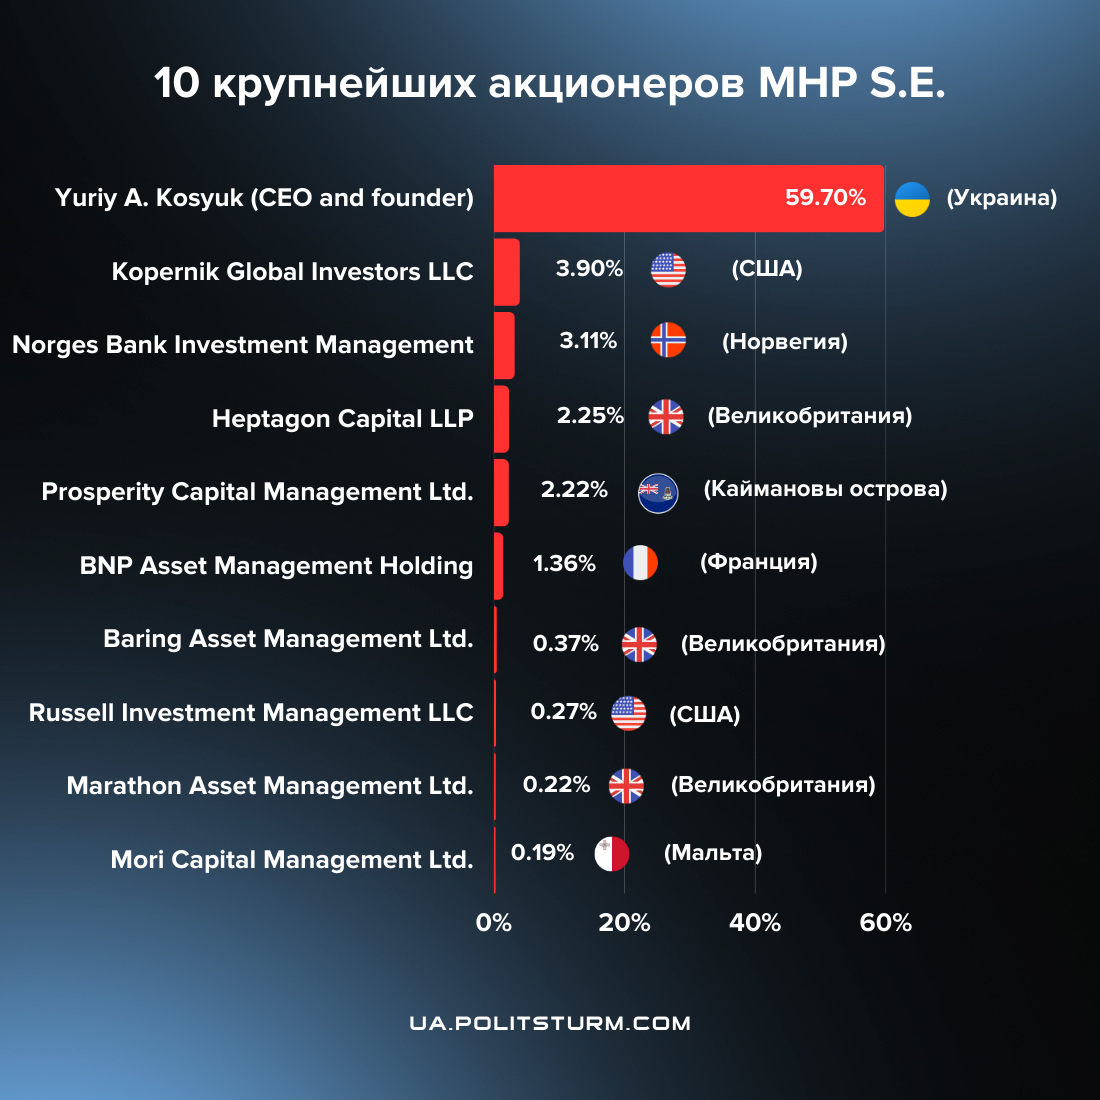 10 крупнейших акционеров MHP S.E.
Yuriy A. Kosyuk (CEO and founder) 59.70% (Украина)
Kopernik Global Investors LLC 3.90% (США)
Norges Bank Investment Management 3.11% (Норвегия)
Heptagon Capital LLP 2.25% (Великобритания)
Prosperity Capital Management Ltd. 2.22% (Каймановы острова)
BNP Asset Management Holding 1.36% (Франция)
Baring Asset Management Ltd. 0.37% (Великобритания)
Russell Investment Management LLC 0.27% (США)
Marathon Asset Management Ltd. 0.22% (Великобритания)
Mori Capital Management Ltd. 0.19% (Мальта)
0% 20% 40% 60%
UA.POLITSTURM.COM